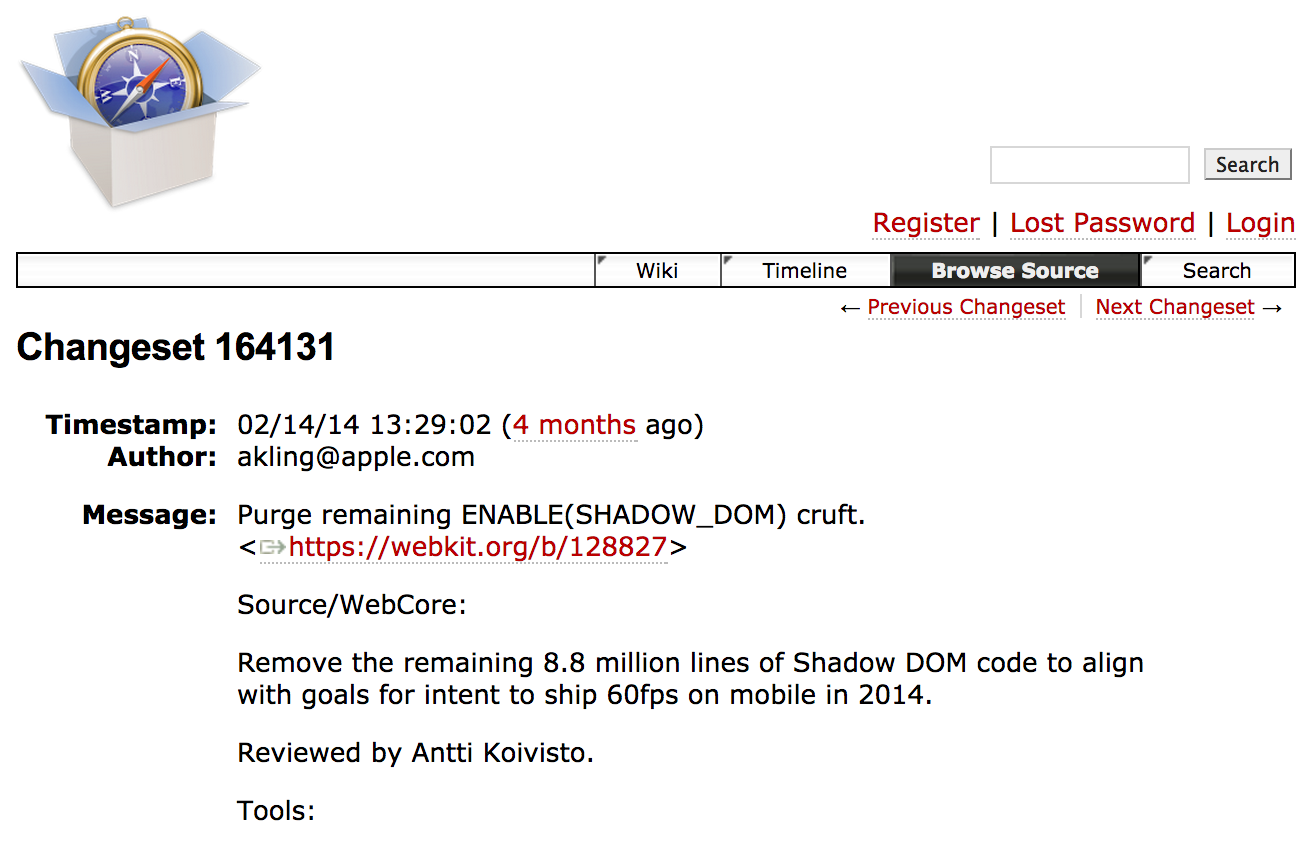 N
W
E
Search
Register | Lost Password | Login
Wiki Timeline Browse Source Search
← Previous Changeset | Next Changeset →
Changeset 164131
Timestamp: 02/14/14 13:29:02 (4 months ago)
Author: akling@apple.com
Message: Purge remaining ENABLE(SHADOW_DOM) cruft.
<https://webkit.org/b/128827>
Source/WebCore:
Remove the remaining 8.8 million lines of Shadow DOM code to align
with goals for intent to ship 60fps on mobile in 2014.
Reviewed by Antti Koivisto.
Tools: